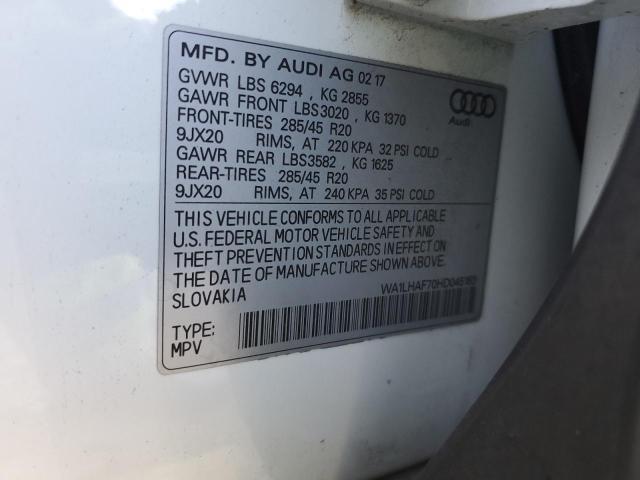 MFD. BY AUDI AG 02 17
GVWR LBS 6294 , KG 2855
GAWR FRONT LBS3020 , KG 1370
FRONT-TIRES 285/45 R20
9JX20 RIMS, AT 220 KPA 32 PSI COLD
GAWR REAR LBS3582 , KG 1625
REAR-TIRES 285/45 R20
9JX20 RIMS, AT 240 KPA 35 PSI COLD
Audi
THIS VEHICLE CONFORMS TO ALL APPLICABLE
U.S. FEDERAL MOTOR VEHICLE SAFETY AND
THEFT PREVENTION STANDARDS IN EFFECT ON
THE DATE OF MANUFACTURE SHOWN ABOVE.
SLOVAKIA
WA1LHAF70HD045163
TYPE:
MPV